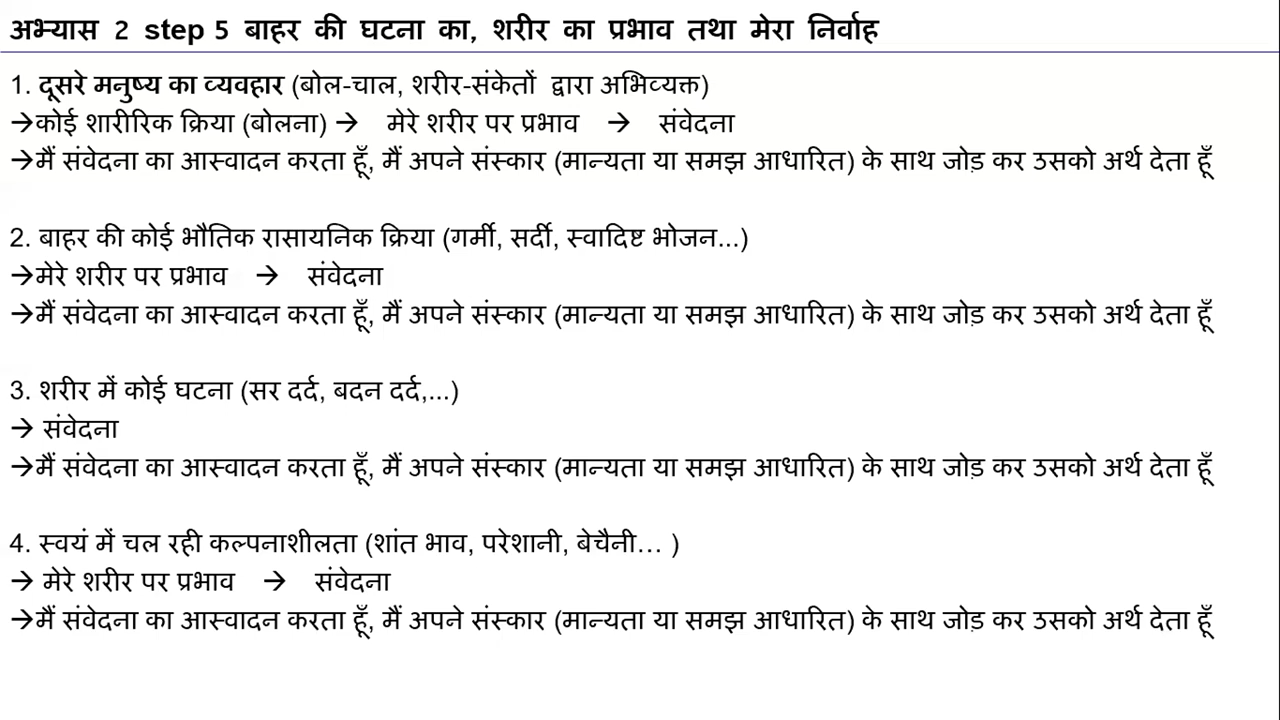 अभ्यास 2 step 5 बाहर की घटना का, शरीर का प्रभाव तथा मेरा निर्वाह
1. दूसरे मनुष्य का व्यवहार (बोल-चाल, शरीर-संकेतों द्वारा अभिव्यक्त)
→कोई शारीरिक क्रिया (बोलना) → मेरे शरीर पर प्रभाव → संवेदना
→मैं संवेदना का आस्वादन करता हूँ, मैं अपने संस्कार (मान्यता या समझ आधारित) के साथ जोड़ कर उसको अर्थ देता हूँ
2. बाहर की कोई भौतिक रासायनिक क्रिया (गर्मी, सर्दी, स्वादिष्ट भोजन...)
→मेरे शरीर पर प्रभाव → संवेदना
→मैं संवेदना का आस्वादन करता हूँ, मैं अपने संस्कार (मान्यता या समझ आधारित) के साथ जोड़ कर उसको अर्थ देता हूँ
3. शरीर में कोई घटना (सर दर्द, बदन दर्द,...)
→ संवेदना
→मैं संवेदना का आस्वादन करता हूँ, मैं अपने संस्कार (मान्यता या समझ आधारित) के साथ जोड़ कर उसको अर्थ देता हूँ
4. स्वयं में चल रही कल्पनाशीलता (शांत भाव, परेशानी, बेचैनी... )
→ मेरे शरीर पर प्रभाव → संवेदना
→मैं संवेदना का आस्वादन करता हूँ, मैं अपने संस्कार (मान्यता या समझ आधारित) के साथ जोड़ कर उसको अर्थ देता हूँ